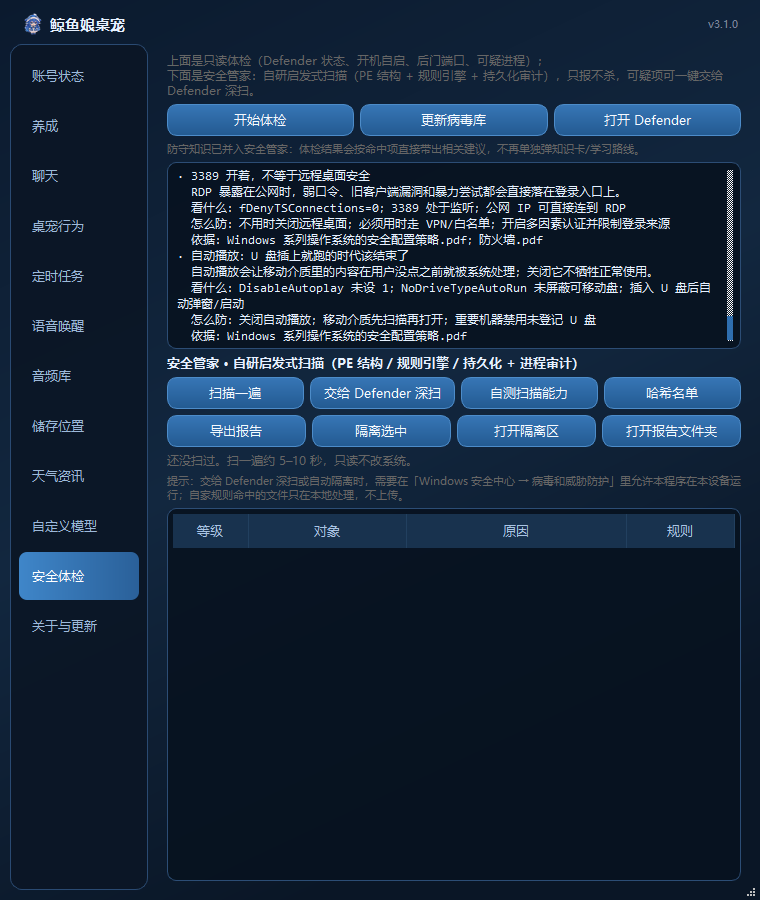 鲸鱼娘桌宠
v3.1.0
账号状态
养成
聊天
桌宠行为
定时任务
语音唤醒
音频库
储存位置
天气资讯
自定义模型
安全体检
关于与更新
上面是只读体检（Defender 状态、开机自启、后门端口、可疑进程）；
下面是安全管家：自研启发式扫描（PE 结构 + 规则引擎 + 持久化审计），只报不杀，可疑项可一键交给
Defender 深扫。
开始体检
更新病毒库
打开 Defender
防守知识已并入安全管家：体检结果会按命中项直接带出相关建议，不再单独弹知识卡/学习路线。
· 3389 开着，不等于远程桌面安全
RDP 暴露在公网时，弱口令、旧客户端漏洞和暴力尝试都会直接落在登录入口上。
看什么：fDenyTSConnections=0；3389 处于监听；公网 IP 可直接连到 RDP
怎么防：不用时关闭远程桌面；必须用时走 VPN/白名单；开启多因素认证并限制登录来源
依据：Windows 系列操作系统的安全配置策略.pdf；防火墙.pdf
· 自动播放：U 盘插上就跑的时代该结束了
自动播放会让移动介质里的内容在用户没点之前就被系统处理；关闭它不牺牲正常使用。
看什么：DisableAutoplay 未设 1；NoDriveTypeAutoRun 未屏蔽可移动盘；插入 U 盘后自
动弹窗/启动
怎么防：关闭自动播放；移动介质先扫描再打开；重要机器禁用未登记 U 盘
依据：Windows 系列操作系统的安全配置策略.pdf
安全管家 · 自研启发式扫描（PE 结构 / 规则引擎 / 持久化 + 进程审计）
扫描一遍
交给 Defender 深扫
自测扫描能力
哈希名单
导出报告
隔离选中
打开隔离区
打开报告文件夹
还没扫过。扫一遍约 5–10 秒，只读不改系统。
提示：交给 Defender 深扫或自动隔离时，需要在「Windows 安全中心 → 病毒和威胁防护」里允许本程序在本设备运
行；自家规则命中的文件只在本地处理，不上传。
等级
对象
原因
规则